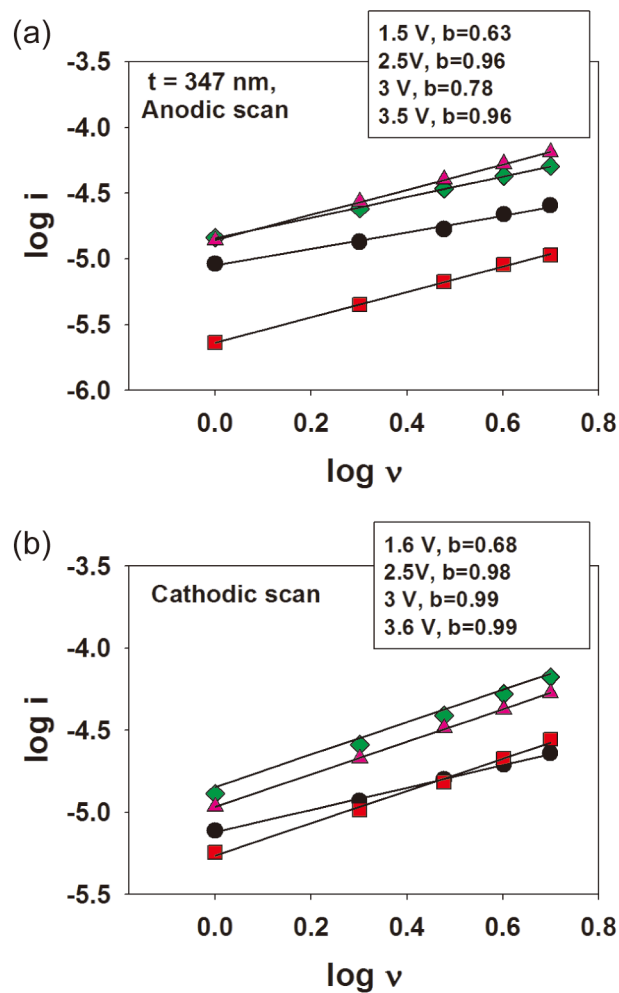 (a)
1.5 V, b=0.63
2.5V, b=0.96
3 V, b=0.78
3.5 V, b=0.96
t = 347 nm,
Anodic scan
-3.5
-4.0
-4.5
-5.0
-5.5
-6.0
log i
0.0 0.2 0.4 0.6 0.8
log ν
(b)
1.6 V, b=0.68
2.5V, b=0.98
3 V, b=0.99
3.6 V, b=0.99
Cathodic scan
-3.5
-4.0
-4.5
-5.0
-5.5
log i
0.0 0.2 0.4 0.6 0.8
log ν